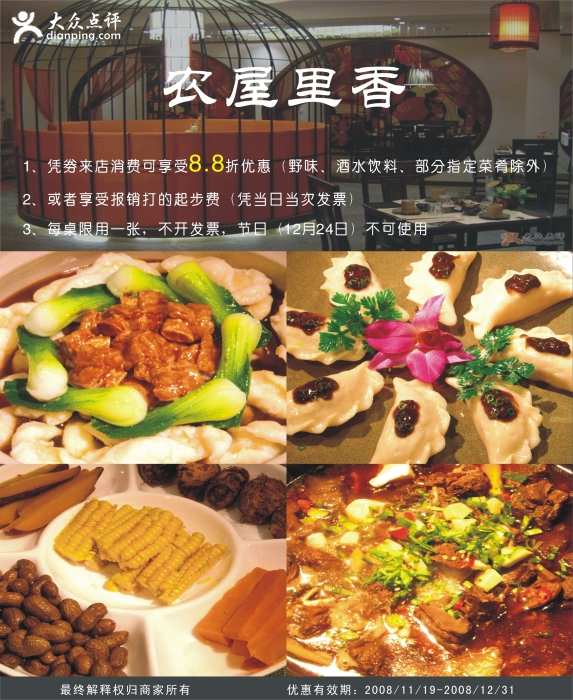 大众点评
dianping.com
农屋里香
1、凭券来店消费可享受8.8折优惠（野味、酒水饮料、部分指定菜肴除外）
2、或者享受报销打的起步费（凭当日当次发票）
3、每桌限用一张，不开发票，节日（12月24日）不可使用
大众点评
最终解释权归商家所有
优惠有效期：2008/11/19-2008/12/31